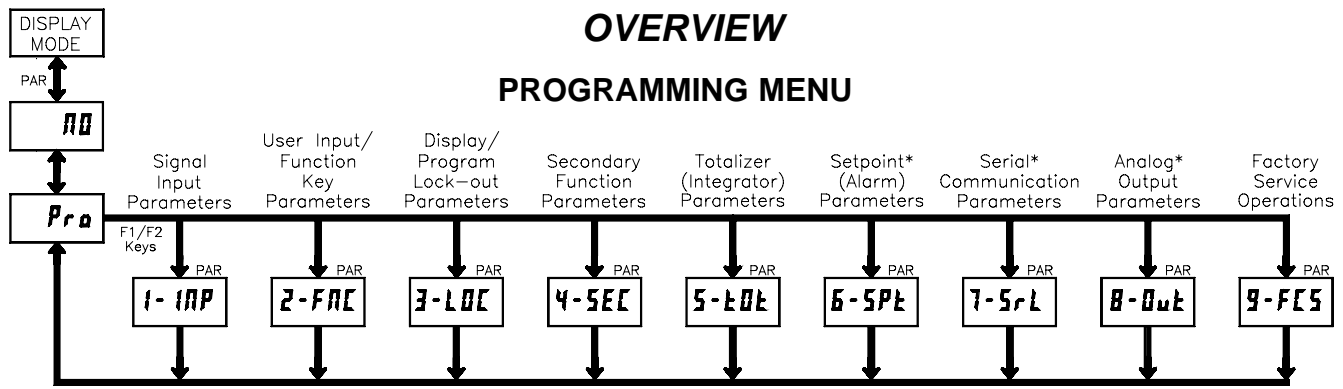 OVERVIEW
PROGRAMMING MENU
DISPLAY
MODE
PAR
NO
Pro
F1/F2
Keys
Signal
Input
Parameters
User Input/
Function
Key
Parameters
Display/
Program
Lock-out
Parameters
Secondary
Function
Parameters
Totalizer
(Integrator)
Parameters
Setpoint*
(Alarm)
Parameters
Serial*
Communication
Parameters
Analog*
Output
Parameters
Factory
Service
Operations
PAR
PAR
PAR
PAR
PAR
PAR
PAR
PAR
PAR
1-INP
2-FNC
3-LOC
4-SEC
5-tOt
6-SPt
7-SrL
8-Out
9-FCS